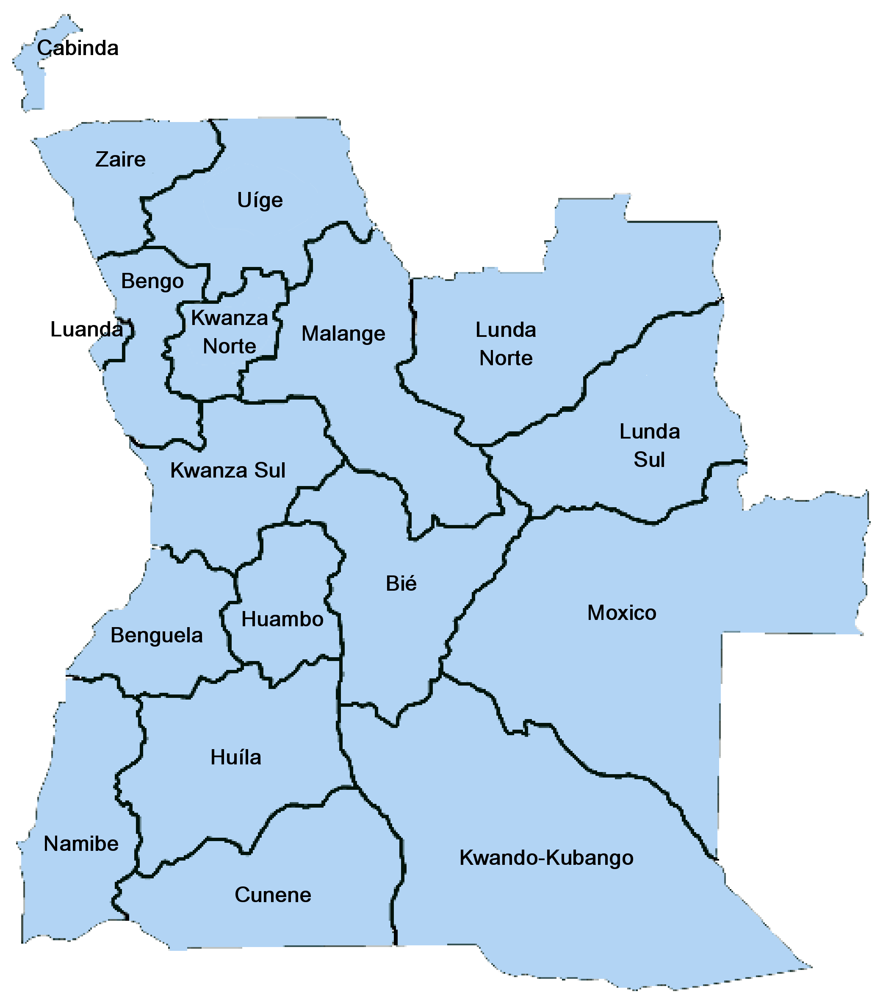 Cabinda
Zaire
Uíge
Bengo
Luanda
Kwanza
Norte
Malange
Lunda
Norte
Lunda
Sul
Kwanza Sul
Bié
Moxico
Huambo
Benguela
Huíla
Namibe
Kwando-Kubango
Cunene